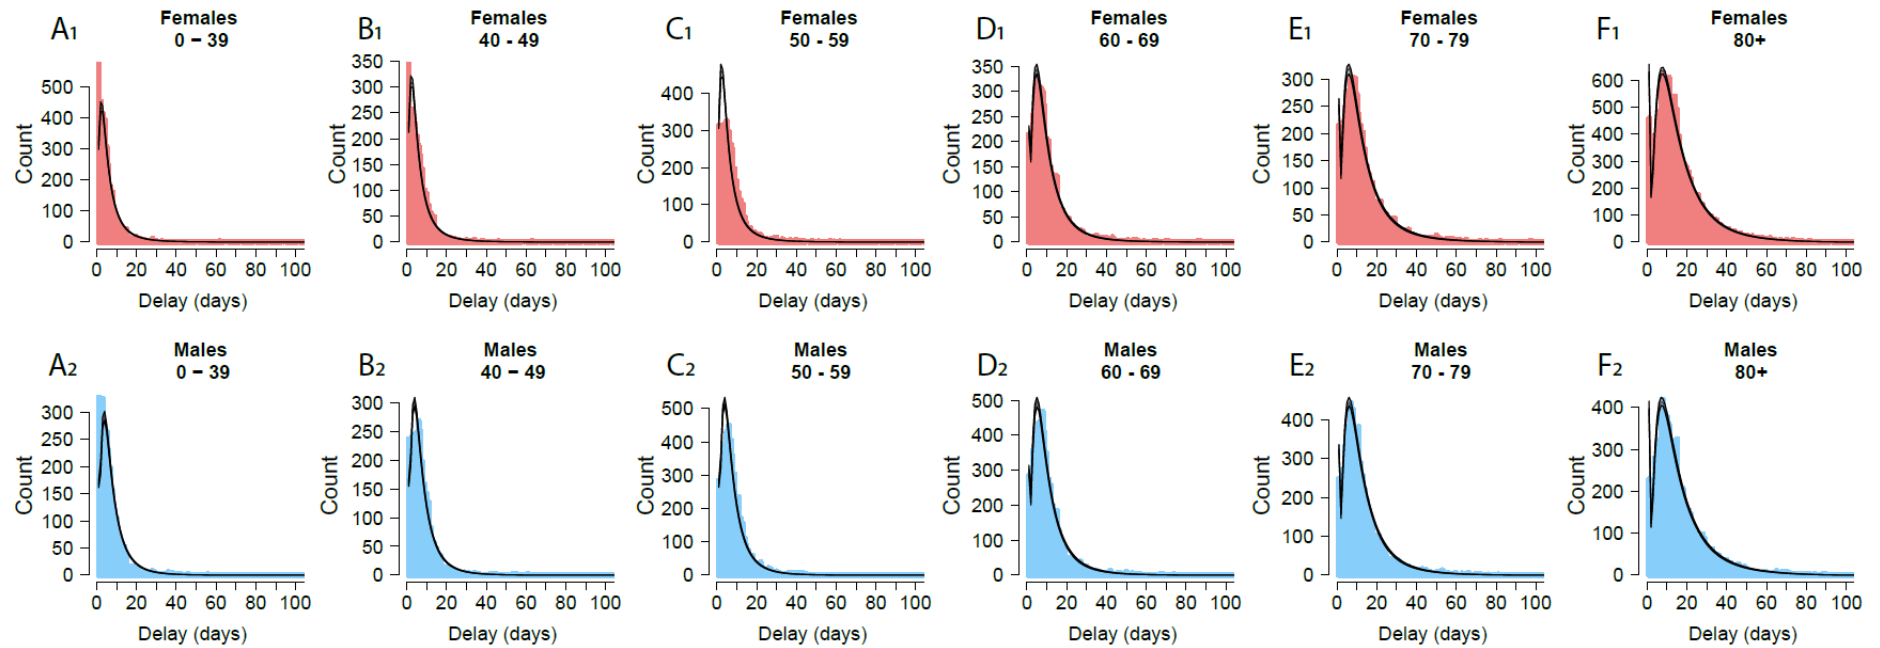 A1
Females
0 – 39
Count
500
400
300
200
100
0
0 20 40 60 80 100
Delay (days)
B1
Females
40 - 49
Count
350
300
250
200
150
100
50
0
0 20 40 60 80 100
Delay (days)
C1
Females
50 - 59
Count
400
300
200
100
0
0 20 40 60 80 100
Delay (days)
D1
Females
60 - 69
Count
350
300
250
200
150
100
50
0
0 20 40 60 80 100
Delay (days)
E1
Females
70 - 79
Count
300
250
200
150
100
50
0
0 20 40 60 80 100
Delay (days)
F1
Females
80+
Count
600
500
400
300
200
100
0
0 20 40 60 80 100
Delay (days)
A2
Males
0 – 39
Count
300
250
200
150
100
50
0
0 20 40 60 80 100
Delay (days)
B2
Males
40 – 49
Count
300
250
200
150
100
50
0
0 20 40 60 80 100
Delay (days)
C2
Males
50 - 59
Count
500
400
300
200
100
0
0 20 40 60 80 100
Delay (days)
D2
Males
60 - 69
Count
500
400
300
200
100
0
0 20 40 60 80 100
Delay (days)
E2
Males
70 - 79
Count
400
300
200
100
0
0 20 40 60 80 100
Delay (days)
F2
Males
80+
Count
400
300
200
100
0
0 20 40 60 80 100
Delay (days)